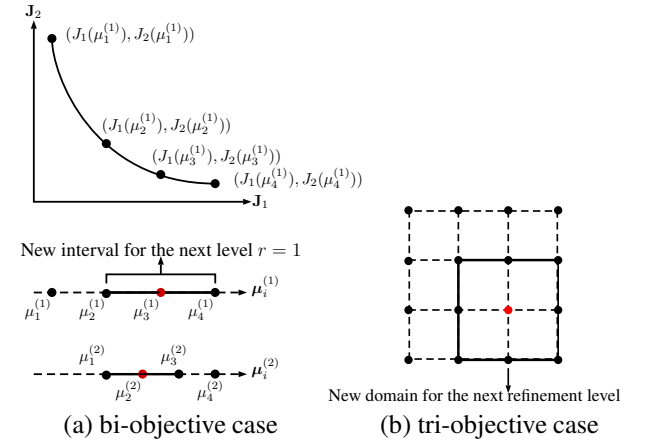 J₂
(J₁(μ₁⁽¹⁾), J₂(μ₁⁽¹⁾))
(J₁(μ₂⁽¹⁾), J₂(μ₂⁽¹⁾))
(J₁(μ₃⁽¹⁾), J₂(μ₃⁽¹⁾))
(J₁(μ₄⁽¹⁾), J₂(μ₄⁽¹⁾))
J₁
New interval for the next level r = 1
μ₁⁽¹⁾ μ₂⁽¹⁾ μ₃⁽¹⁾ μ₄⁽¹⁾ μᵢ⁽¹⁾
μ₁⁽²⁾ μ₃⁽²⁾ μᵢ⁽²⁾
μ₂⁽²⁾ μ₄⁽²⁾
(a) bi-objective case
New domain for the next refinement level
(b) tri-objective case